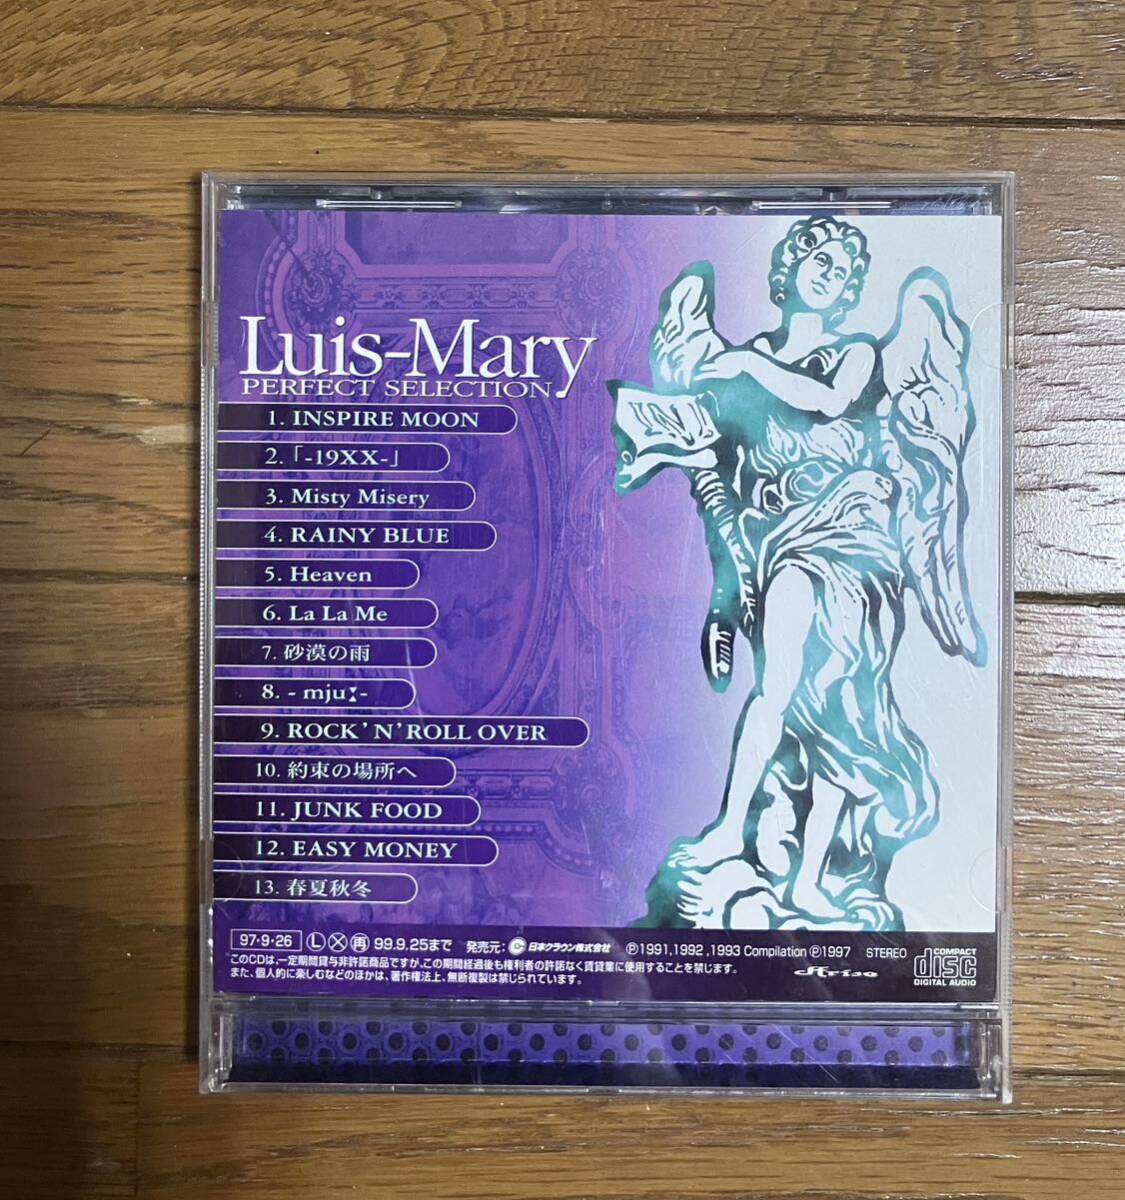 Luis-Mary
PERFECT SELECTION
1. INSPIRE MOON
2.「-19XX-」
3. Misty Misery
4. RAINY BLUE
5. Heaven
6. La La Me
7. 砂漠の雨
8. - mju:-
9. ROCK'N'ROLL OVER
10. 約束の場所へ
11. JUNK FOOD
12. EASY MONEY
13. 春夏秋冬
97・9・26 Ⓛ Ⓧ ㊞ 99.9.25まで 発売元:日本クラウン株式会社 Ⓟ1991,1992,1993 Compilation Ⓟ1997 STEREO
このCDは、一定期間貸与非許諾商品ですが、この期間経過後も権利者の許諾なく賃貸業に使用することを禁じます。
また、個人的に楽しむなどのほかは、著作権法上、無断複製は禁じられています。
Arise
COMPACT
disc
DIGITAL AUDIO